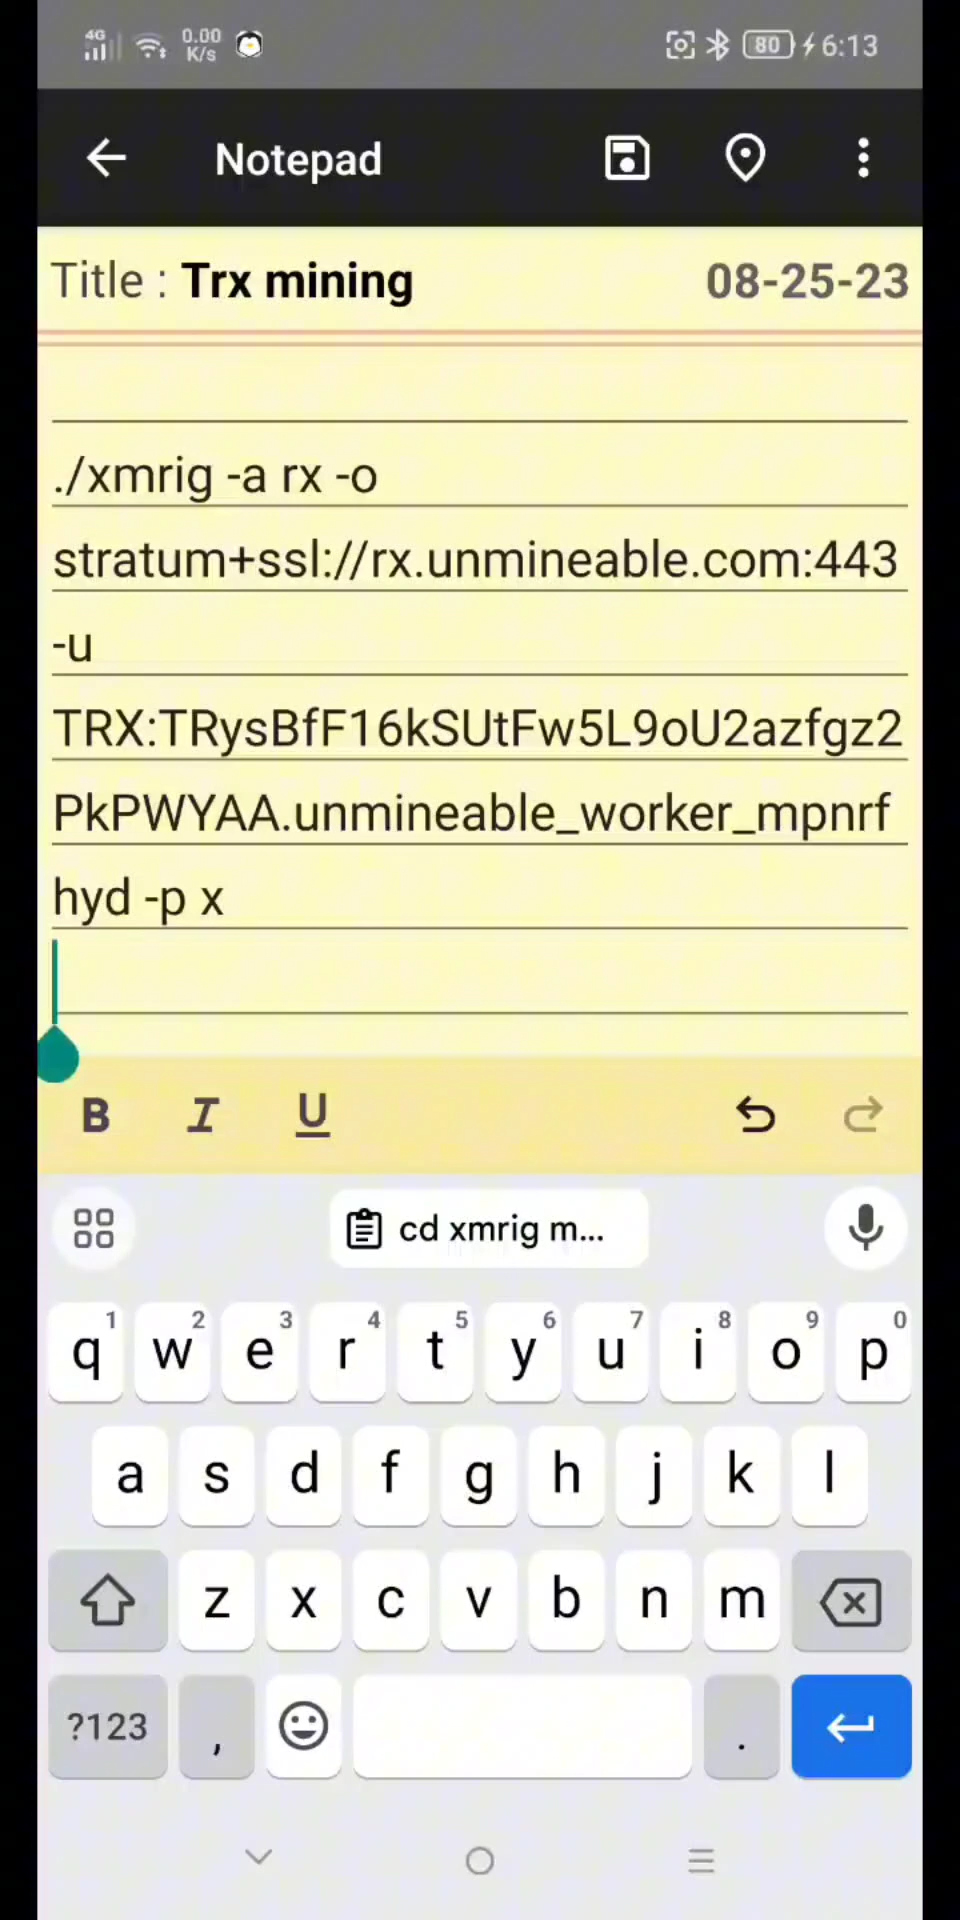 4G
0.00
K/s
80
6:13
Notepad
Title : Trx mining
08-25-23
./xmrig -a rx -o
stratum+ssl://rx.unmineable.com:443
-u
TRX:TRysBfF16kSUtFw5L9oU2azfgz2
PkPWYAA.unmineable_worker_mpnrf
hyd -p x
B I U
cd xmrig m...
1 2 3 4 5 6 7 8 9 0
q w e r t y u i o p
a s d f g h j k l
z x c v b n m
?123 , .